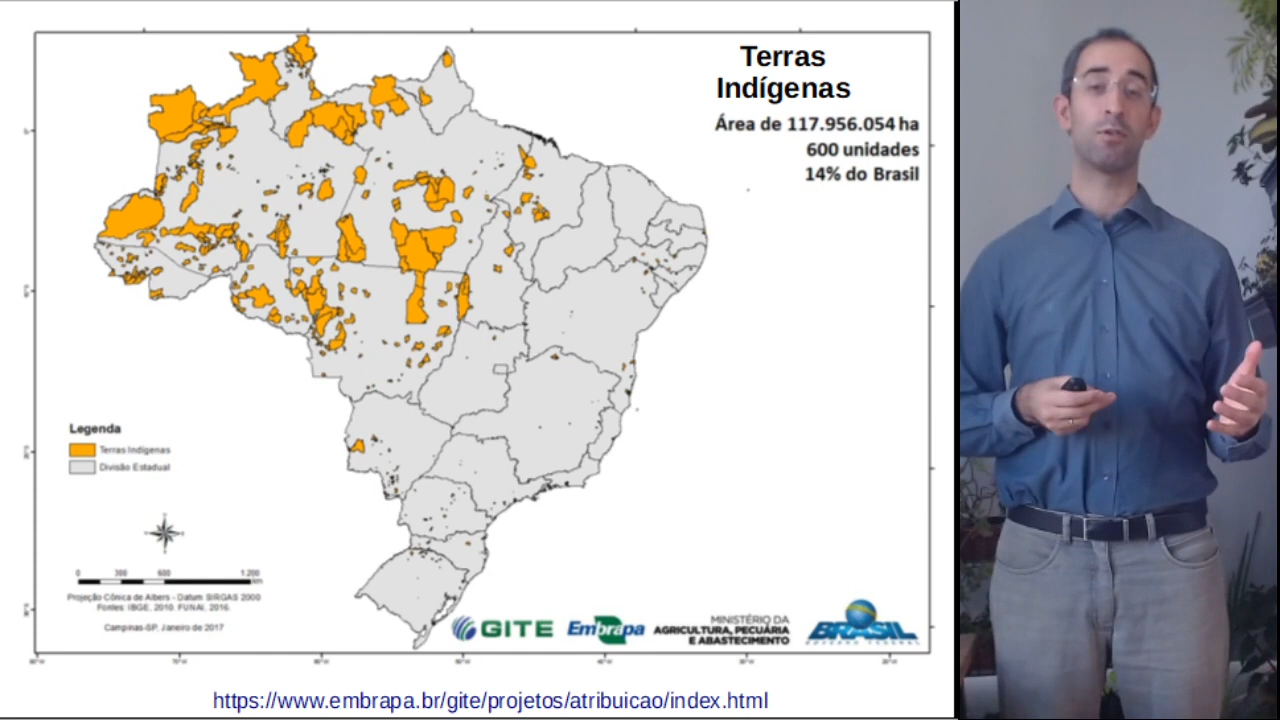 Terras
Indígenas
Área de 117.956.054 ha
600 unidades
14% do Brasil
Legenda
Terras Indígenas
Divisão Estadual
0 300 600 1.200
km
Projeção Cônica de Albers - Datum SIRGAS 2000
Fontes: IBGE, 2010. FUNAI, 2016.
Campinas-SP, Janeiro de 2017
GITE
Embrapa
MINISTÉRIO DA
AGRICULTURA, PECUÁRIA
E ABASTECIMENTO
BRASIL
GOVERNO FEDERAL
https://www.embrapa.br/gite/projetos/atribuicao/index.html